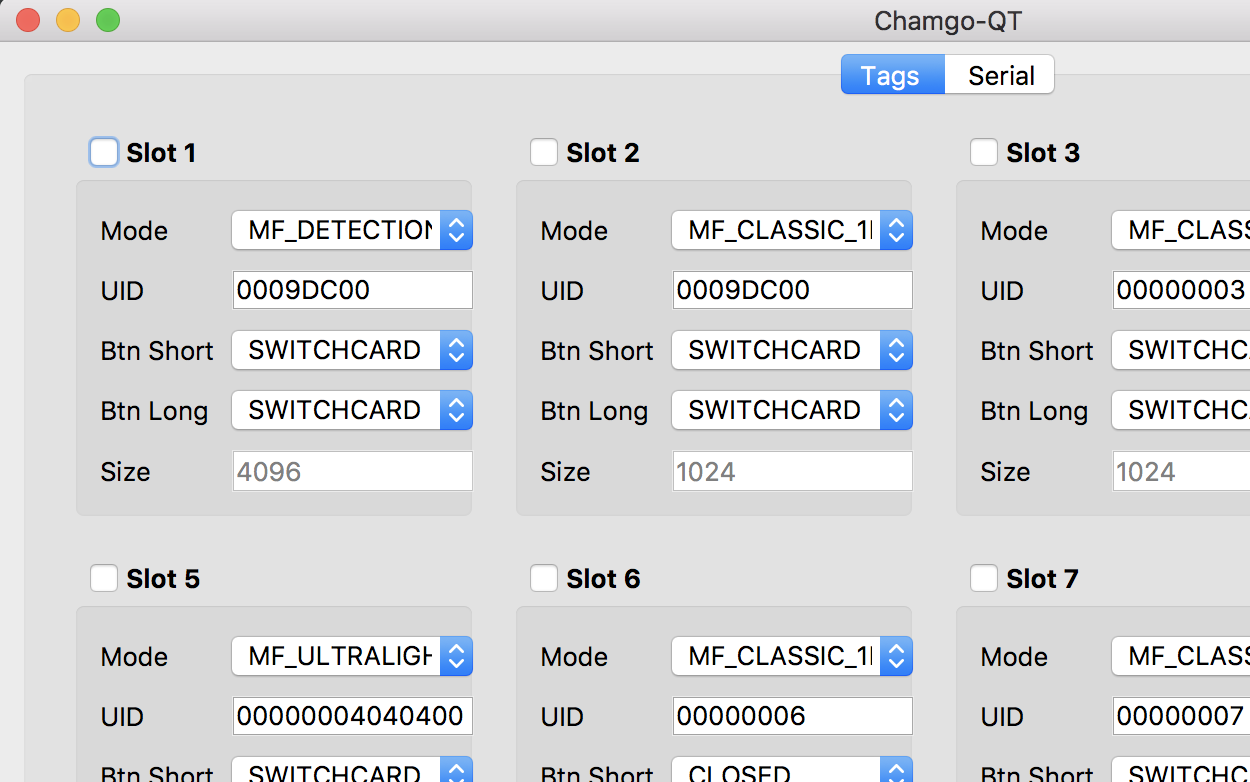 Chamgo-QT
Tags Serial
Slot 1 Slot 2 Slot 3
Mode MF_DETECTION Mode MF_CLASSIC_1 Mode MF_CLASS
UID 0009DC00 UID 0009DC00 UID 00000003
Btn Short SWITCHCARD Btn Short SWITCHCARD Btn Short SWITCHC
Btn Long SWITCHCARD Btn Long SWITCHCARD Btn Long SWITCHC
Size 4096 Size 1024 Size 1024
Slot 5 Slot 6 Slot 7
Mode MF_ULTRALIGH Mode MF_CLASSIC_1 Mode MF_CLASS
UID 00000004040400 UID 00000006 UID 00000007
Btn Short SWITCHCARD Btn Short CLOSED Btn Short SWITCHC